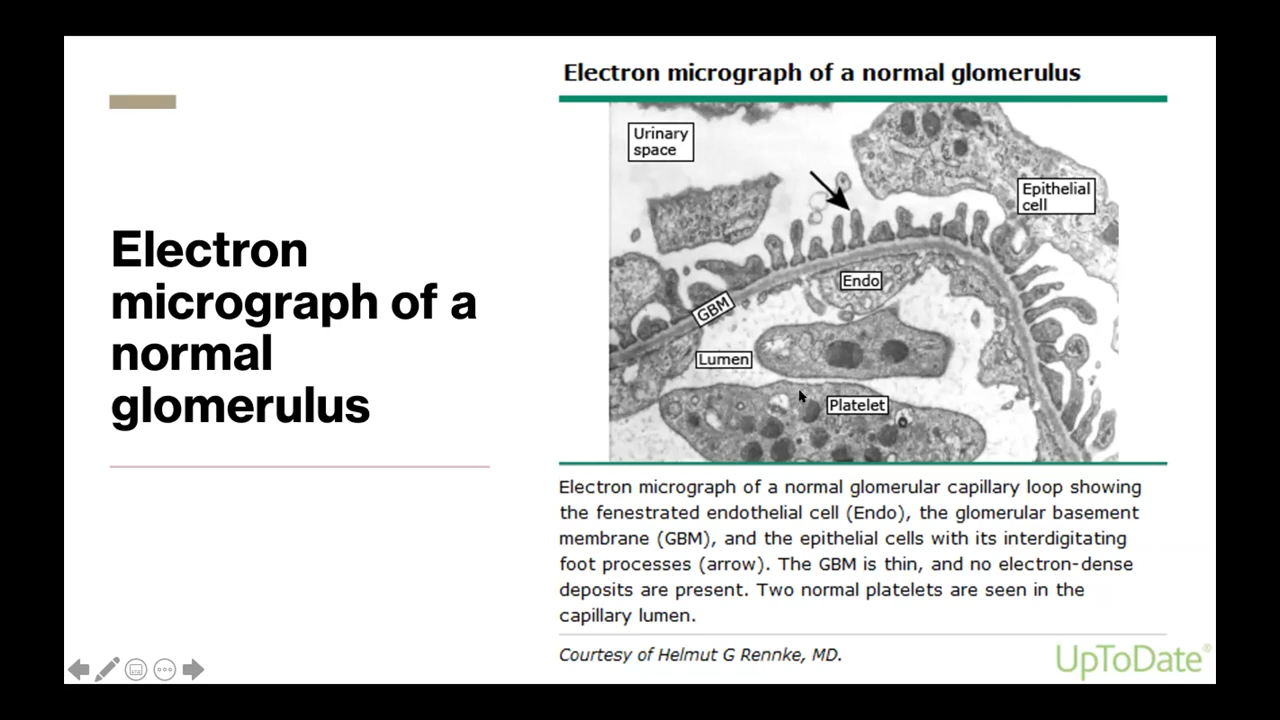 Electron
micrograph of a
normal
glomerulus
Electron micrograph of a normal glomerulus
Urinary
space
Epithelial
cell
Endo
GBM
Lumen
Platelet
Electron micrograph of a normal glomerular capillary loop showing
the fenestrated endothelial cell (Endo), the glomerular basement
membrane (GBM), and the epithelial cells with its interdigitating
foot processes (arrow). The GBM is thin, and no electron-dense
deposits are present. Two normal platelets are seen in the
capillary lumen.
Courtesy of Helmut G Rennke, MD.
UpToDate®